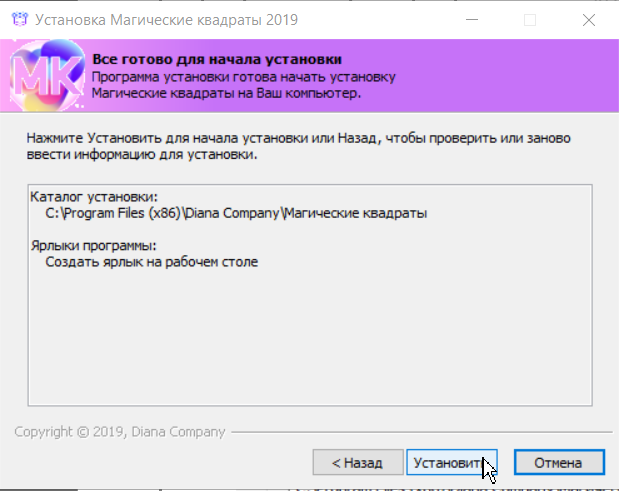 Установка Магические квадраты 2019
МК
Все готово для начала установки
Программа установки готова начать установку
Магические квадраты на Ваш компьютер.
Нажмите Установить для начала установки или Назад, чтобы проверить или заново
ввести информацию для установки.
Каталог установки:
C:\Program Files (x86)\Diana Company\Магические квадраты
Ярлыки программы:
Создать ярлык на рабочем столе
Copyright © 2019, Diana Company
< Назад
Установить
Отмена